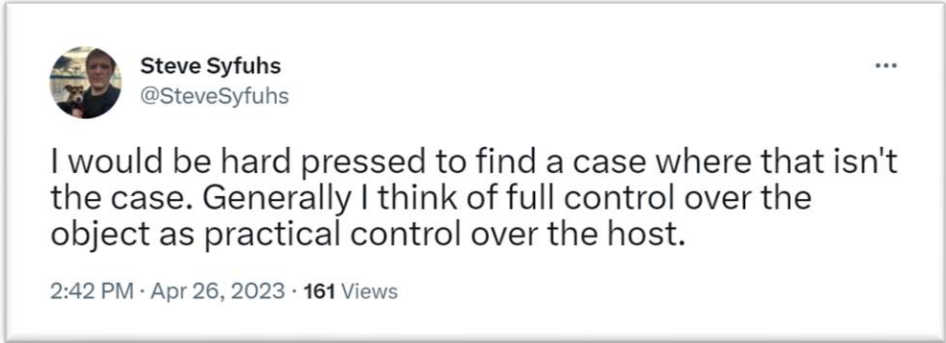 Steve Syfuhs
@SteveSyfuhs
I would be hard pressed to find a case where that isn't
the case. Generally I think of full control over the
object as practical control over the host.
2:42 PM · Apr 26, 2023 · 161 Views